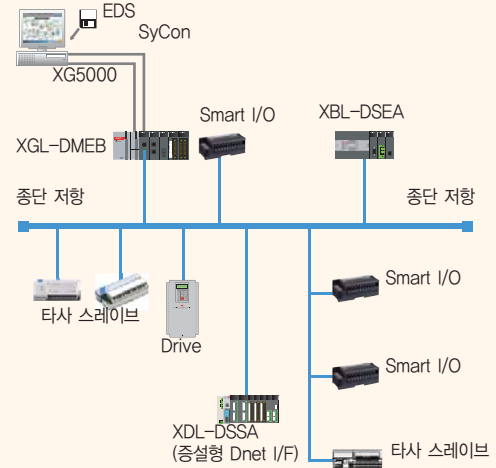 EDS
SyCon
XG5000
Smart I/O
XBL-DSEA
XGL-DMEB
종단 저항
종단 저항
Smart I/O
타사 스레이브
Drive
Smart I/O
XDL-DSSA
(증설형 Dnet I/F)
타사 스레이브